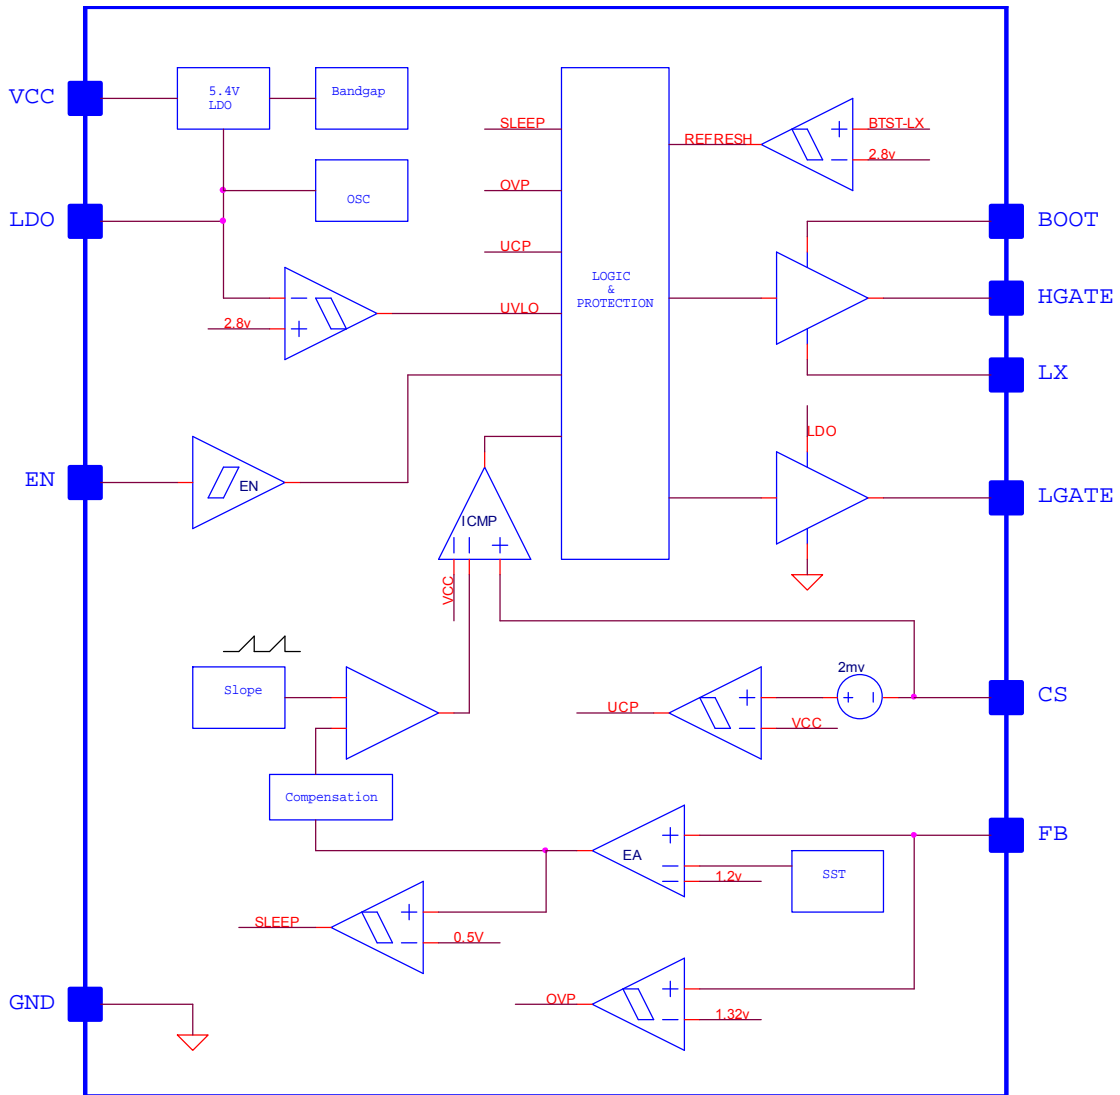 VCC
5.4V
LDO
Bandgap
SLEEP
REFRESH
BTST-LX
2.8v
OVP
OSC
LDO
BOOT
UCP
LOGIC
&
PROTECTION
HGATE
UVLO
2.8v
LX
LDO
EN
EN
LGATE
ICMP
VCC
Slope
2mv
CS
UCP
VCC
Compensation
FB
EA
SST
1.2v
SLEEP
0.5V
GND
OVP
1.32v